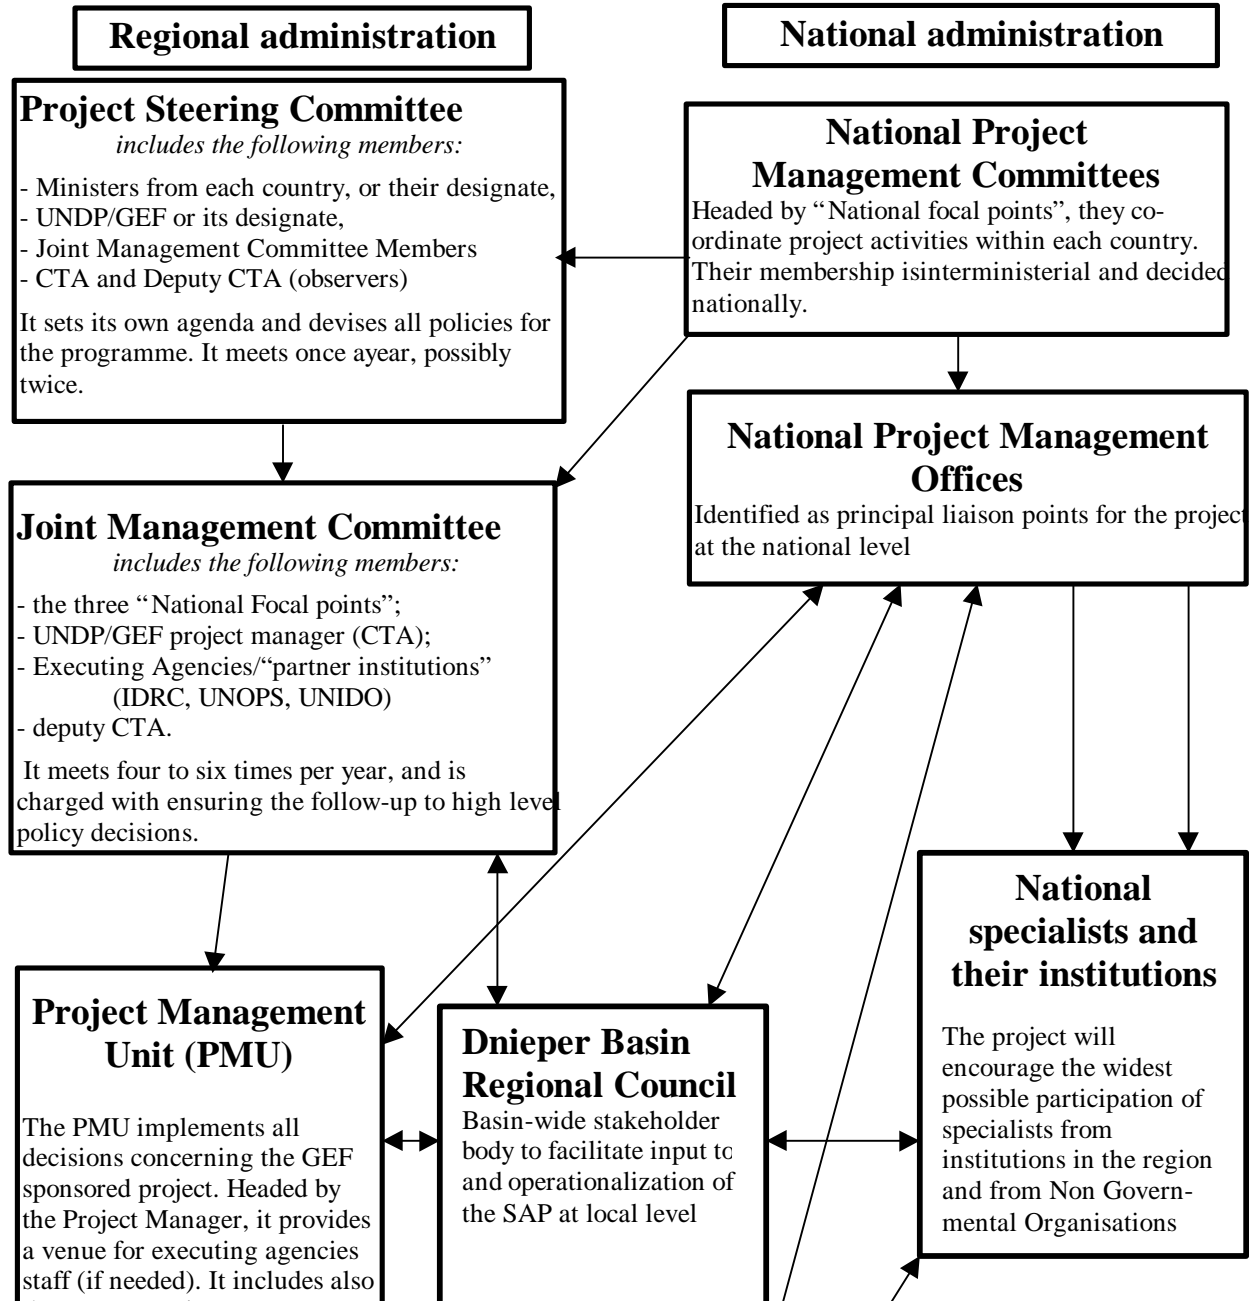 Regional administration
National administration
Project Steering Committee
includes the following members:
- Ministers from each country, or their designate,
- UNDP/GEF or its designate,
- Joint Management Committee Members
- CTA and Deputy CTA (observers)
It sets its own agenda and devises all policies for
the programme. It meets once ayear, possibly
twice.
National Project
Management Committees
Headed by “National focal points”, they co-
ordinate project activities within each country.
Their membership isinterministerial and decided
nationally.
National Project Management
Offices
Identified as principal liaison points for the project
at the national level
Joint Management Committee
includes the following members:
- the three “National Focal points”;
- UNDP/GEF project manager (CTA);
- Executing Agencies/“partner institutions”
(IDRC, UNOPS, UNIDO)
- deputy CTA.
It meets four to six times per year, and is
charged with ensuring the follow-up to high level
policy decisions.
Project Management
Unit (PMU)
The PMU implements all
decisions concerning the GEF
sponsored project. Headed by
the Project Manager, it provides
a venue for executing agencies
staff (if needed). It includes also
Dnieper Basin
Regional Council
Basin-wide stakeholder
body to facilitate input to
and operationalization of
the SAP at local level
National
specialists and
their institutions
The project will
encourage the widest
possible participation of
specialists from
institutions in the region
and from Non Govern-
mental Organisations